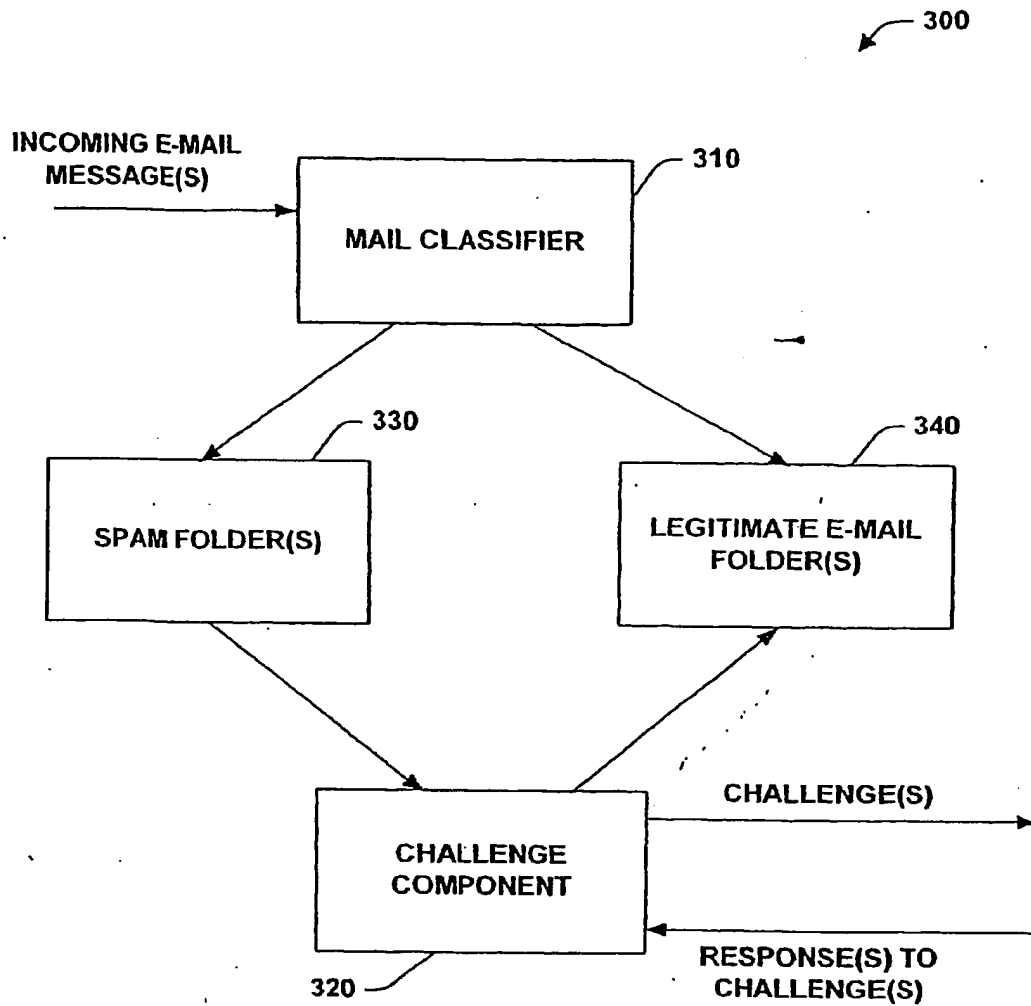 300
INCOMING E-MAIL
MESSAGE(S)
310
MAIL CLASSIFIER
330
340
SPAM FOLDER(S)
LEGITIMATE E-MAIL
FOLDER(S)
CHALLENGE(S)
CHALLENGE
COMPONENT
RESPONSE(S) TO
CHALLENGE(S)
320